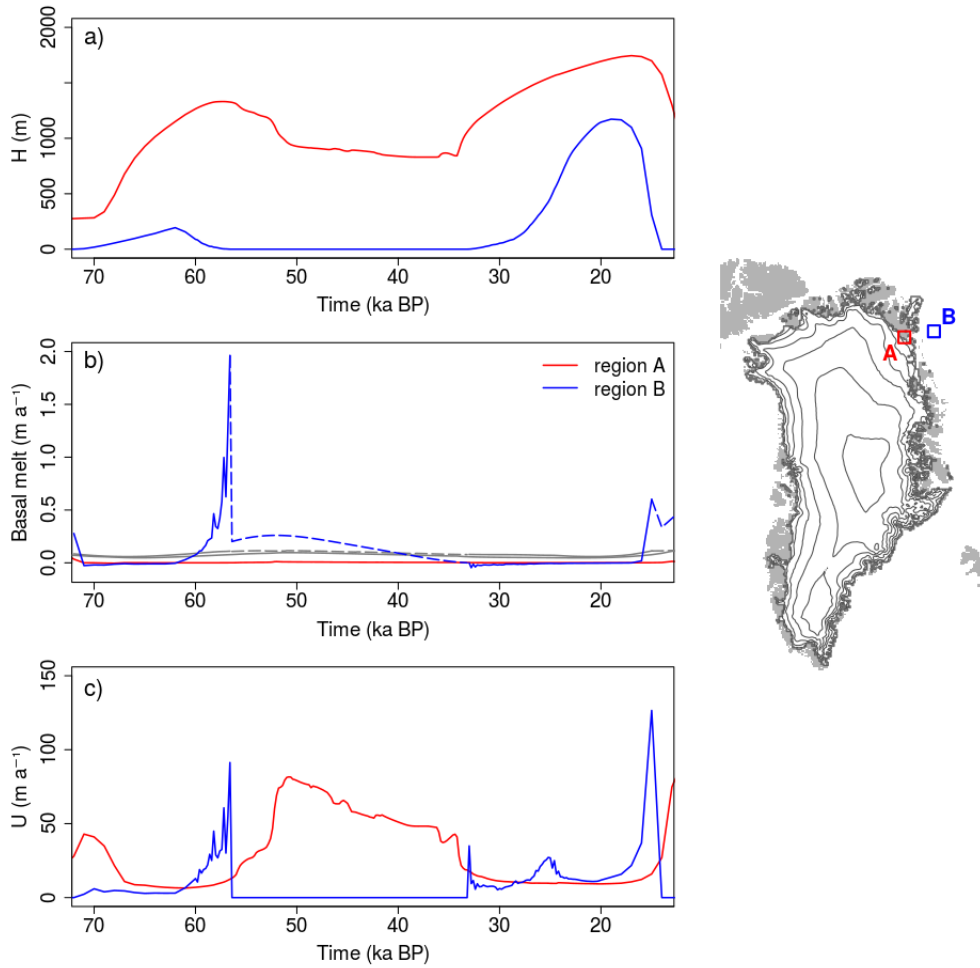 a)
H (m)
2000
1000
500
0
70 60 50 40 30 20
Time (ka BP)
b)
Basal melt (m a⁻¹)
2.0
1.5
1.0
0.5
0.0
region A
region B
70 60 50 40 30 20
Time (ka BP)
c)
U (m a⁻¹)
150
100
50
0
70 60 50 40 30 20
Time (ka BP)
B
A